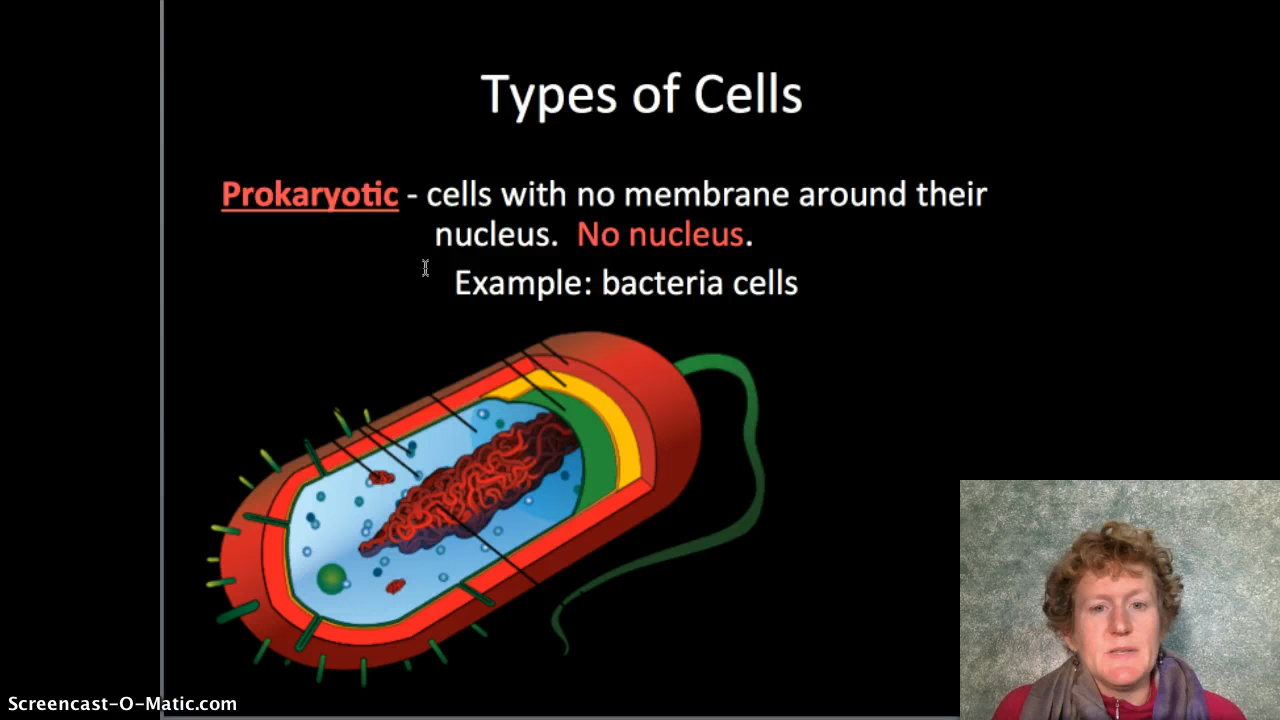 Types of Cells
Prokaryotic - cells with no membrane around their
nucleus. No nucleus.
Example: bacteria cells
Screencast-O-Matic.com